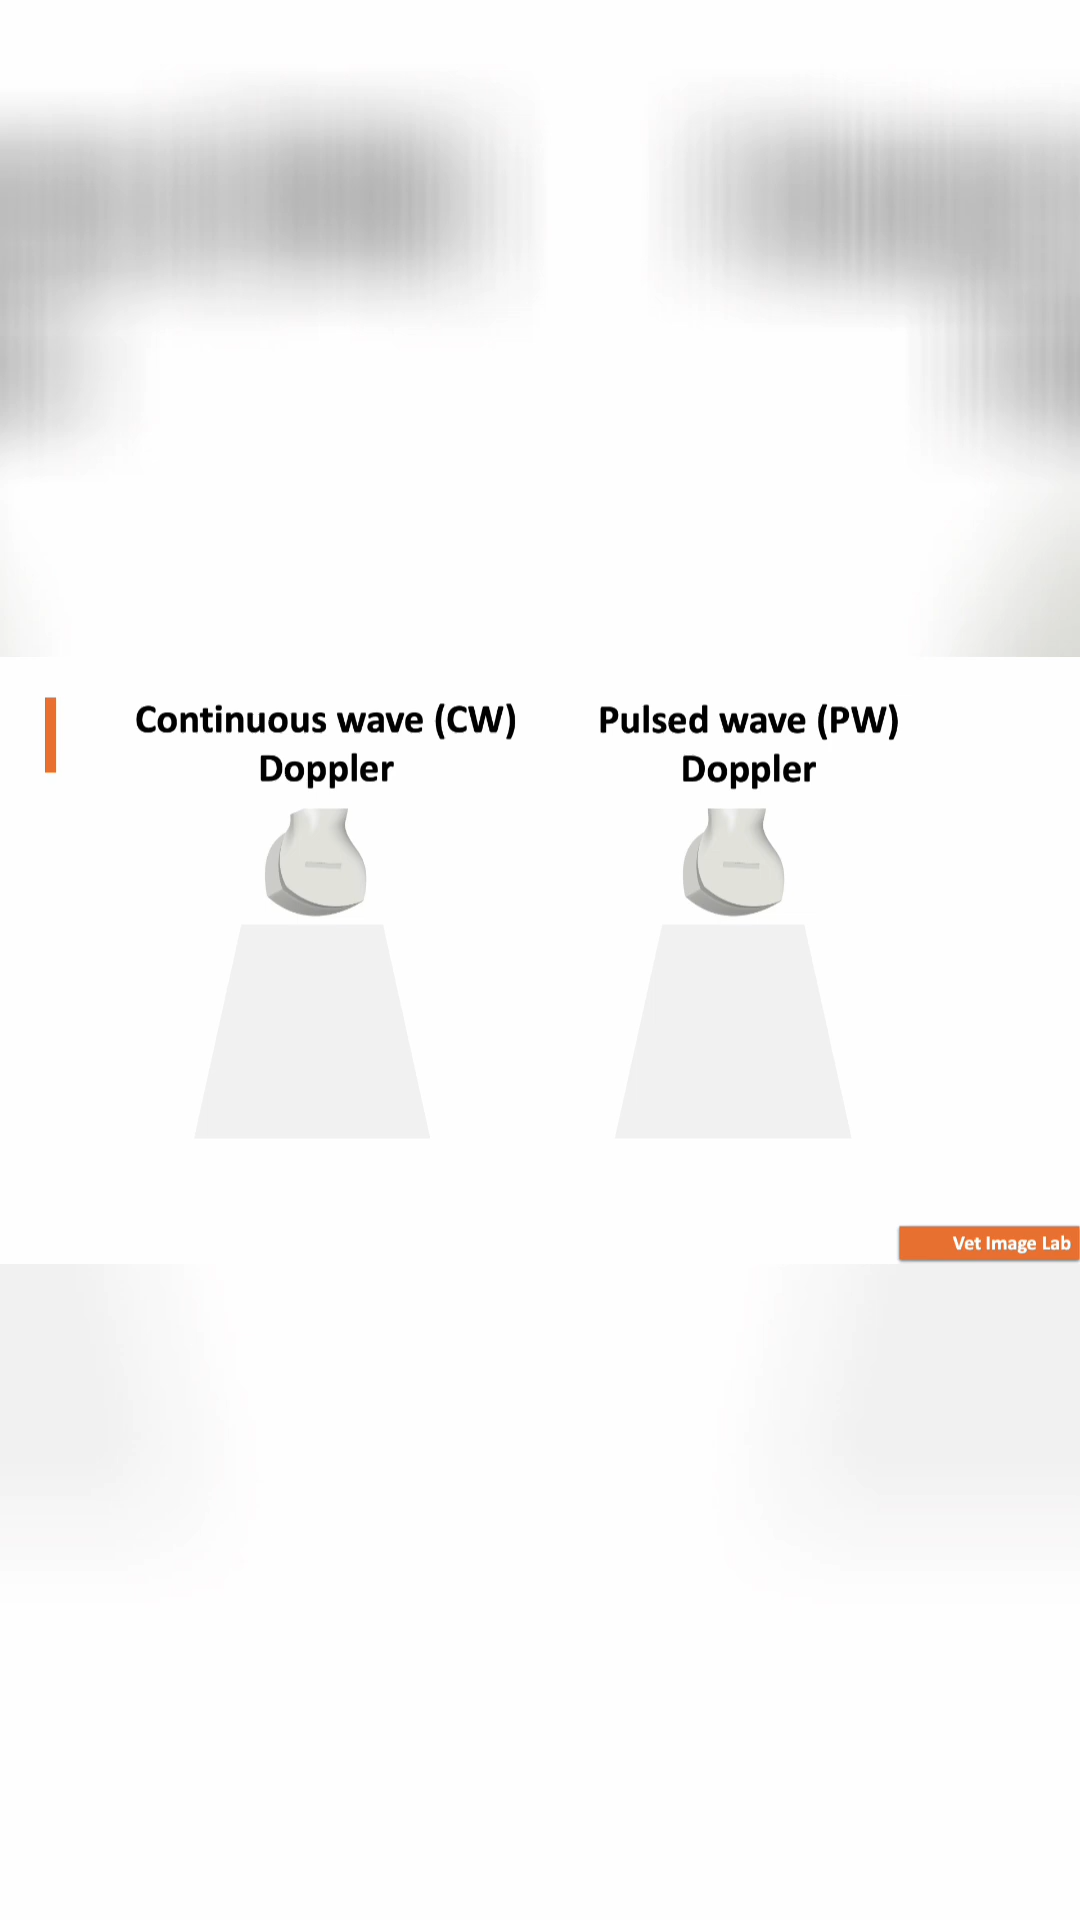 Continuous wave (CW)
Doppler
Pulsed wave (PW)
Doppler
Vet Image Lab